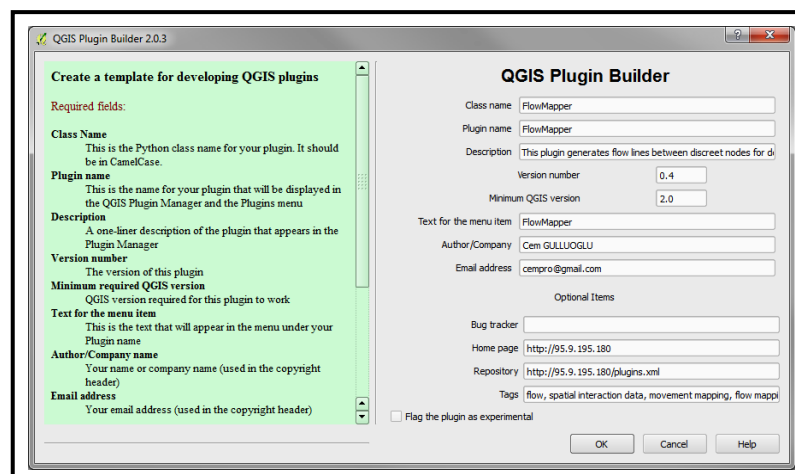 QGIS Plugin Builder 2.0.3
Create a template for developing QGIS plugins
Required fields:
Class Name
This is the Python class name for your plugin. It should
be in CamelCase.
Plugin name
This is the name for your plugin that will be displayed in
the QGIS Plugin Manager and the Plugins menu
Description
A one-liner description of the plugin that appears in the
Plugin Manager
Version number
The version of this plugin
Minimum required QGIS version
QGIS version required for this plugin to work
Text for the menu item
This is the text that will appear in the menu under your
Plugin name
Author/Company name
Your name or company name (used in the copyright
header)
Email address
Your email address (used in the copyright header)
QGIS Plugin Builder
Class name FlowMapper
Plugin name FlowMapper
Description This plugin generates flow lines between discreet nodes for de
Version number 0.4
Minimum QGIS version 2.0
Text for the menu item FlowMapper
Author/Company Cem GULLUOGLU
Email address cempro@gmail.com
Optional Items
Bug tracker
Home page http://95.9.195.180
Repository http://95.9.195.180/plugins.xml
Tags flow, spatial interaction data, movement mapping, flow mappi
Flag the plugin as experimental
OK Cancel Help